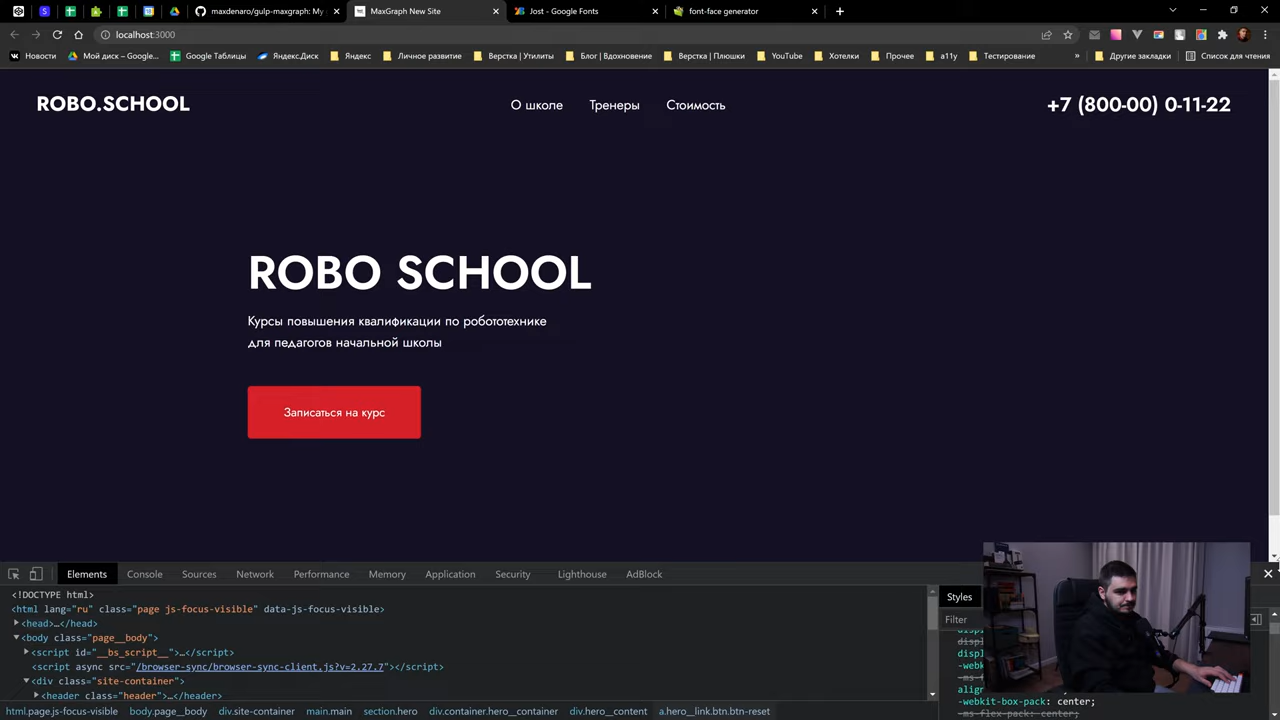 maxdenaro/gulp-maxgraph: My
MaxGraph New Site
Jost - Google Fonts
font-face generator
localhost:3000
Новости
Мой диск – Google...
Google Таблицы
Яндекс.Диск
Яндекс
Личное развитие
Верстка | Утилиты
Блог | Вдохновение
Верстка | Плюшки
YouTube
Хотелки
Прочее
a11y
Тестирование
»
Другие закладки
Список для чтения
ROBO.SCHOOL
О школе
Тренеры
Стоимость
+7 (800-00) 0-11-22
ROBO SCHOOL
Курсы повышения квалификации по робототехнике
для педагогов начальной школы
Записаться на курс
Elements
Console
Sources
Network
Performance
Memory
Application
Security
Lighthouse
AdBlock
<!DOCTYPE html>
<html lang="ru" class="page js-focus-visible" data-js-focus-visible>
<head>…</head>
<body class="page__body">
<script id="__bs_script__">…</script>
<script async src="/browser-sync/browser-sync-client.js?v=2.27.7"></script>
<div class="site-container">
<header class="header">…</header>
html.page.js-focus-visible
body.page__body
div.site-container
main.main
section.hero
div.container.hero__container
div.hero__content
a.hero__link.btn.btn-reset
Styles
Filter
-webkit-box-pack: center;
-ms-flex-pack: center;